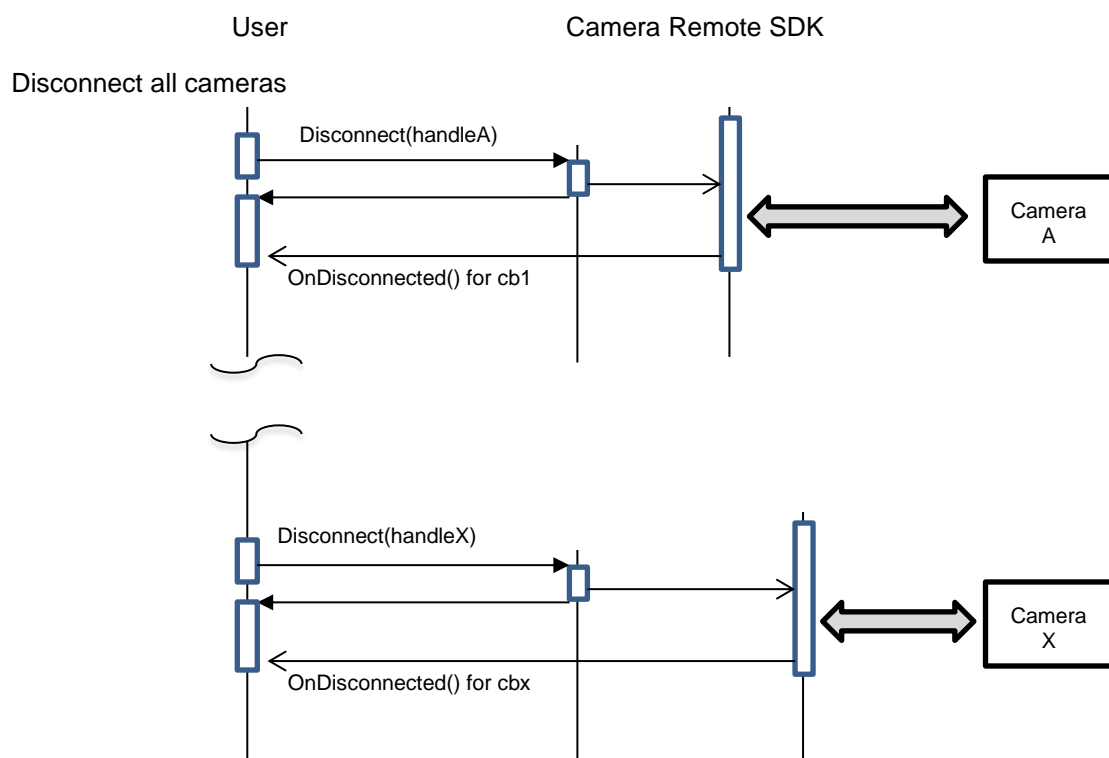 User
Camera Remote SDK
Disconnect all cameras
Disconnect(handleA)
Camera
A
OnDisconnected() for cb1
Disconnect(handleX)
Camera
X
OnDisconnected() for cbx